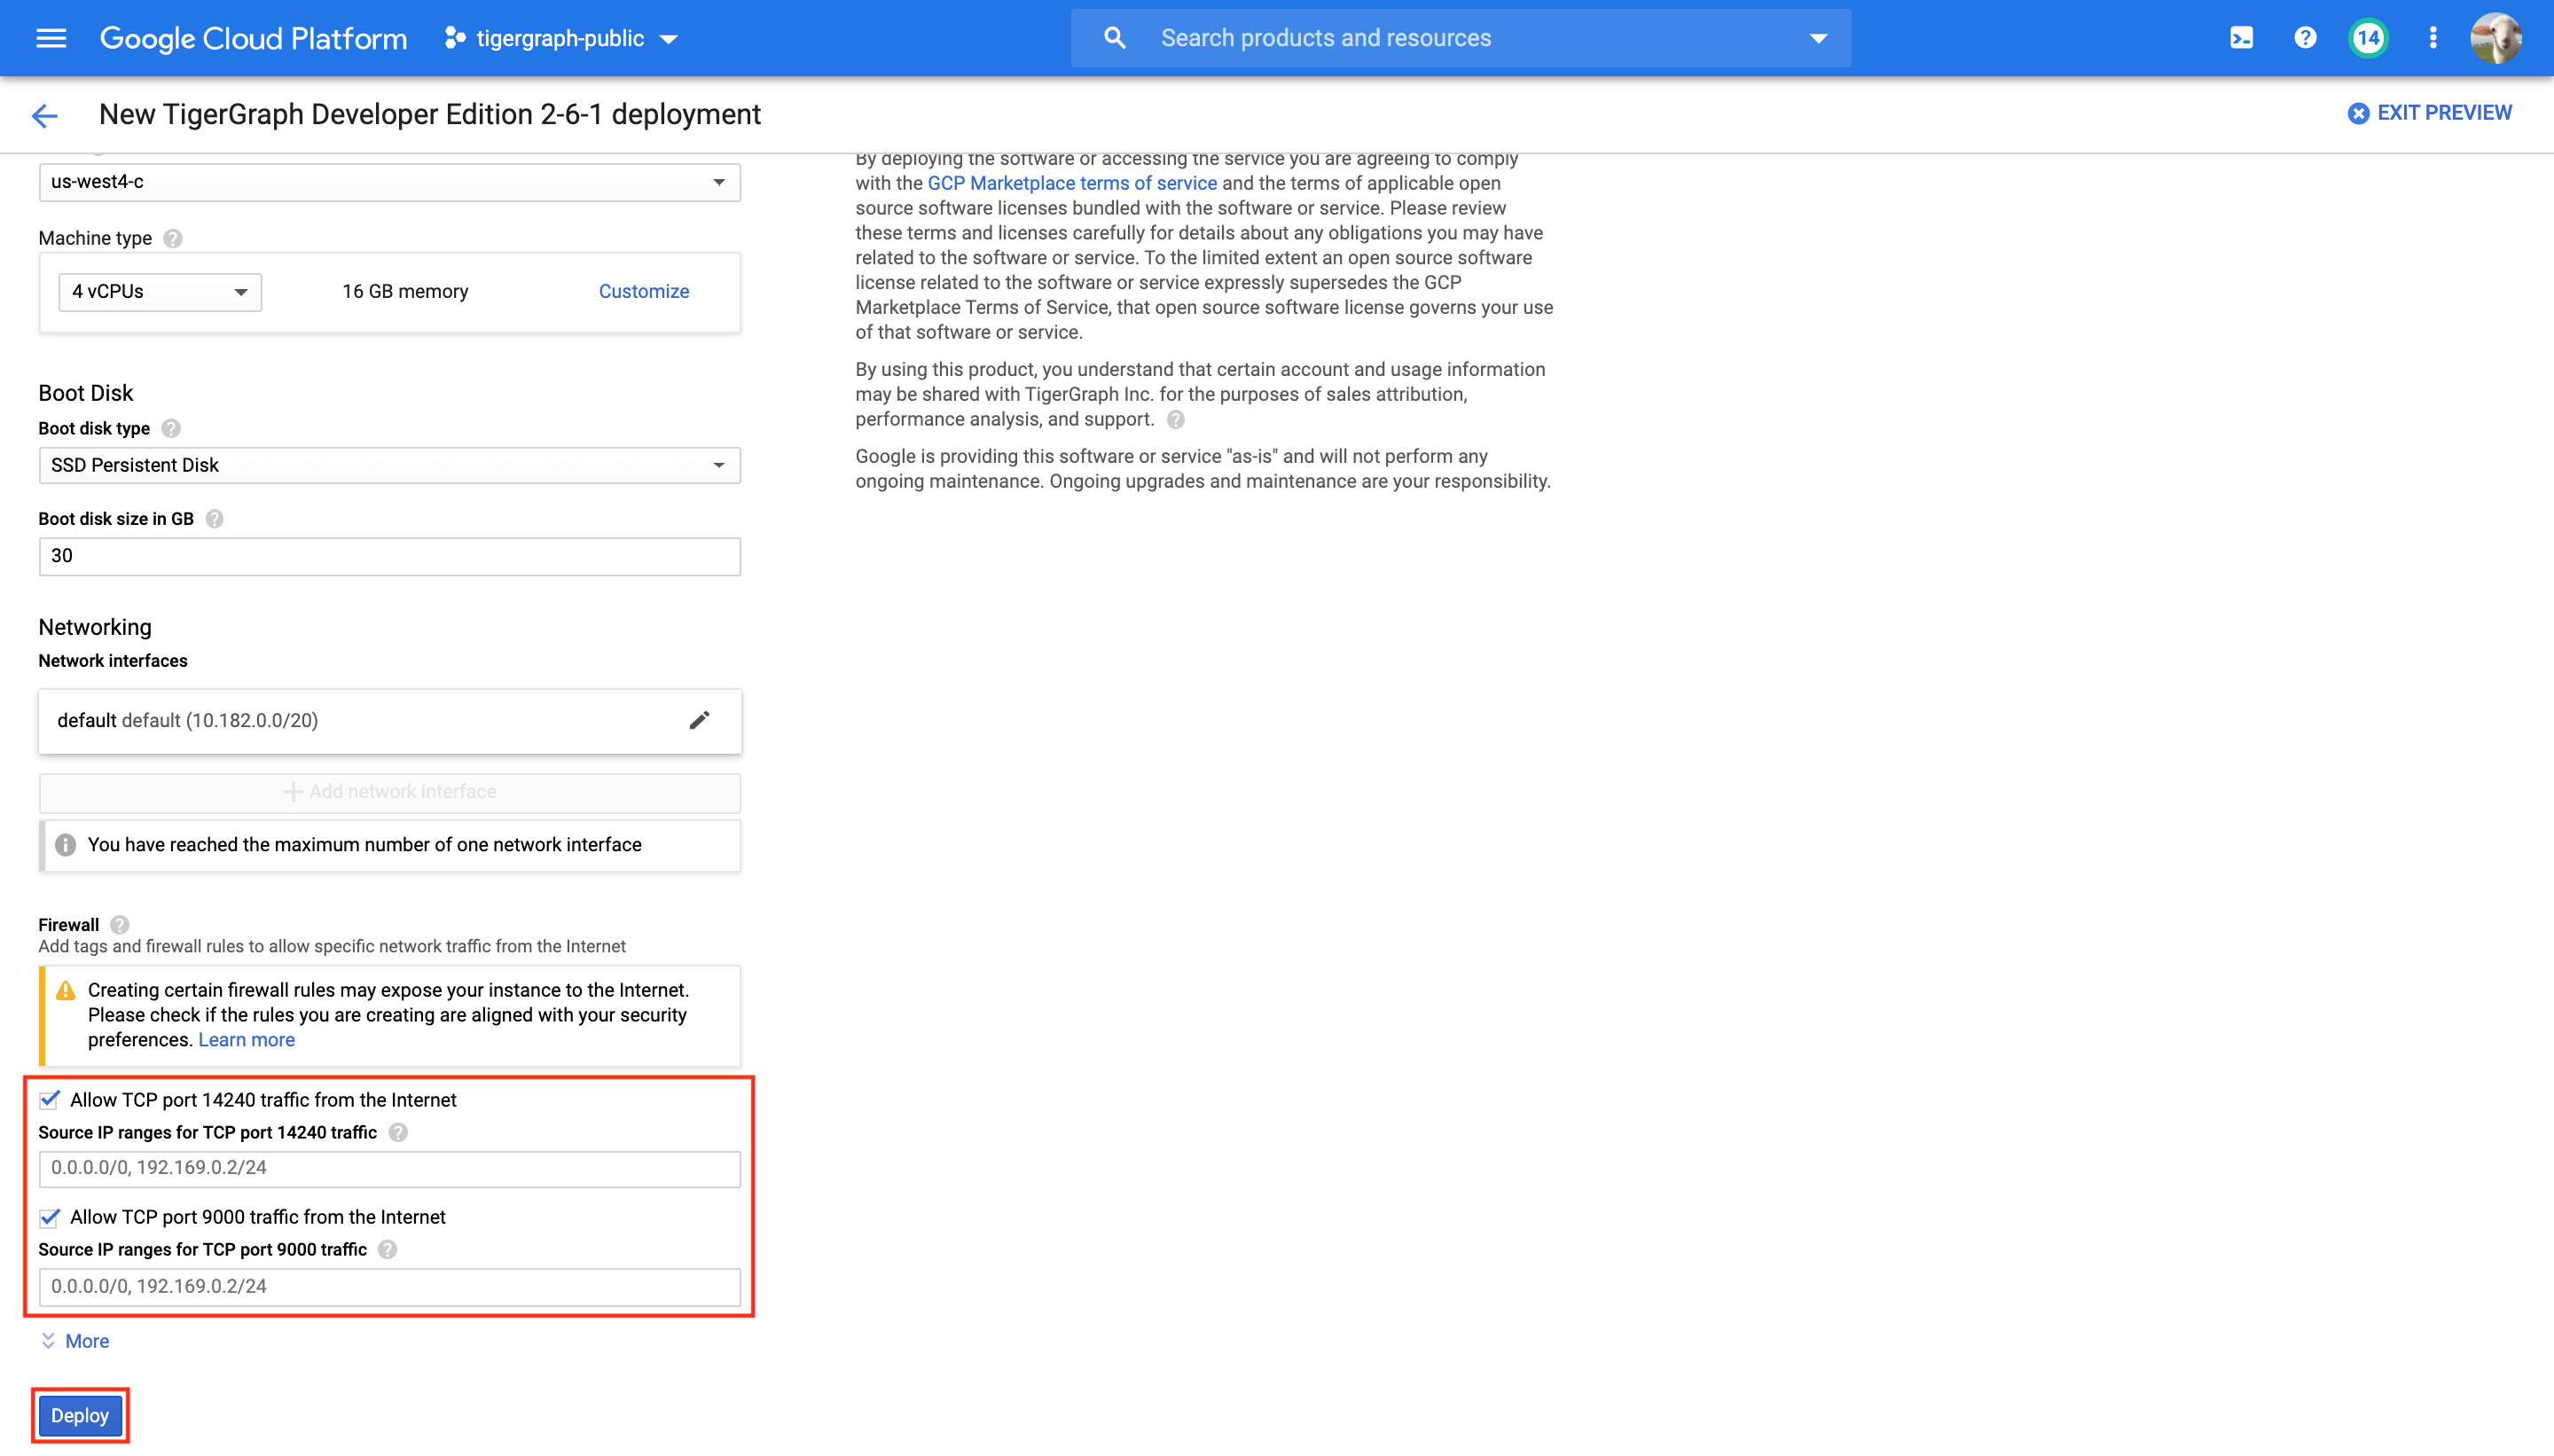 Google Cloud Platform
tigergraph-public
Search products and resources
14
New TigerGraph Developer Edition 2-6-1 deployment
EXIT PREVIEW
us-west4-c
Machine type
4 vCPUs
16 GB memory
Customize
Boot Disk
Boot disk type
SSD Persistent Disk
Boot disk size in GB
30
Networking
Network interfaces
default default (10.182.0.0/20)
Add network interface
You have reached the maximum number of one network interface
Firewall
Add tags and firewall rules to allow specific network traffic from the Internet
Creating certain firewall rules may expose your instance to the Internet.
Please check if the rules you are creating are aligned with your security
preferences. Learn more
Allow TCP port 14240 traffic from the Internet
Source IP ranges for TCP port 14240 traffic
0.0.0.0/0, 192.169.0.2/24
Allow TCP port 9000 traffic from the Internet
Source IP ranges for TCP port 9000 traffic
0.0.0.0/0, 192.169.0.2/24
More
Deploy
By deploying the software or accessing the service you are agreeing to comply
with the GCP Marketplace terms of service and the terms of applicable open
source software licenses bundled with the software or service. Please review
these terms and licenses carefully for details about any obligations you may have
related to the software or service. To the limited extent an open source software
license related to the software or service expressly supersedes the GCP
Marketplace Terms of Service, that open source software license governs your use
of that software or service.
By using this product, you understand that certain account and usage information
may be shared with TigerGraph Inc. for the purposes of sales attribution,
performance analysis, and support.
Google is providing this software or service "as-is" and will not perform any
ongoing maintenance. Ongoing upgrades and maintenance are your responsibility.